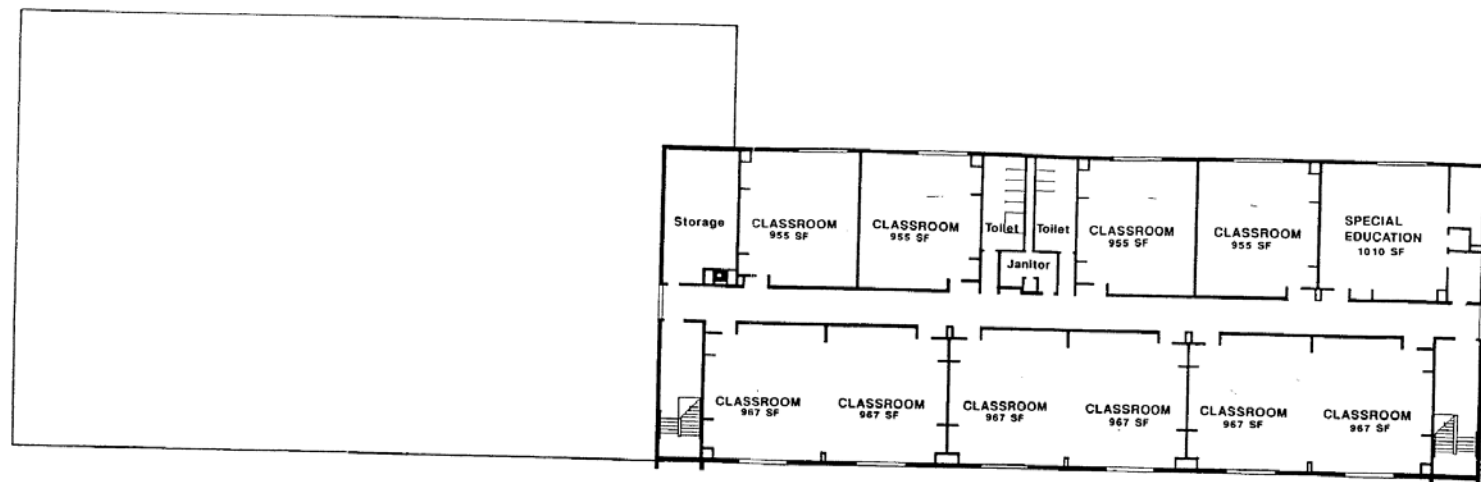 Storage
CLASSROOM
955 SF
CLASSROOM
955 SF
Toilet
Toilet
Janitor
CLASSROOM
955 SF
CLASSROOM
955 SF
SPECIAL
EDUCATION
1010 SF
CLASSROOM
967 SF
CLASSROOM
967 SF
CLASSROOM
967 SF
CLASSROOM
967 SF
CLASSROOM
967 SF
CLASSROOM
967 SF